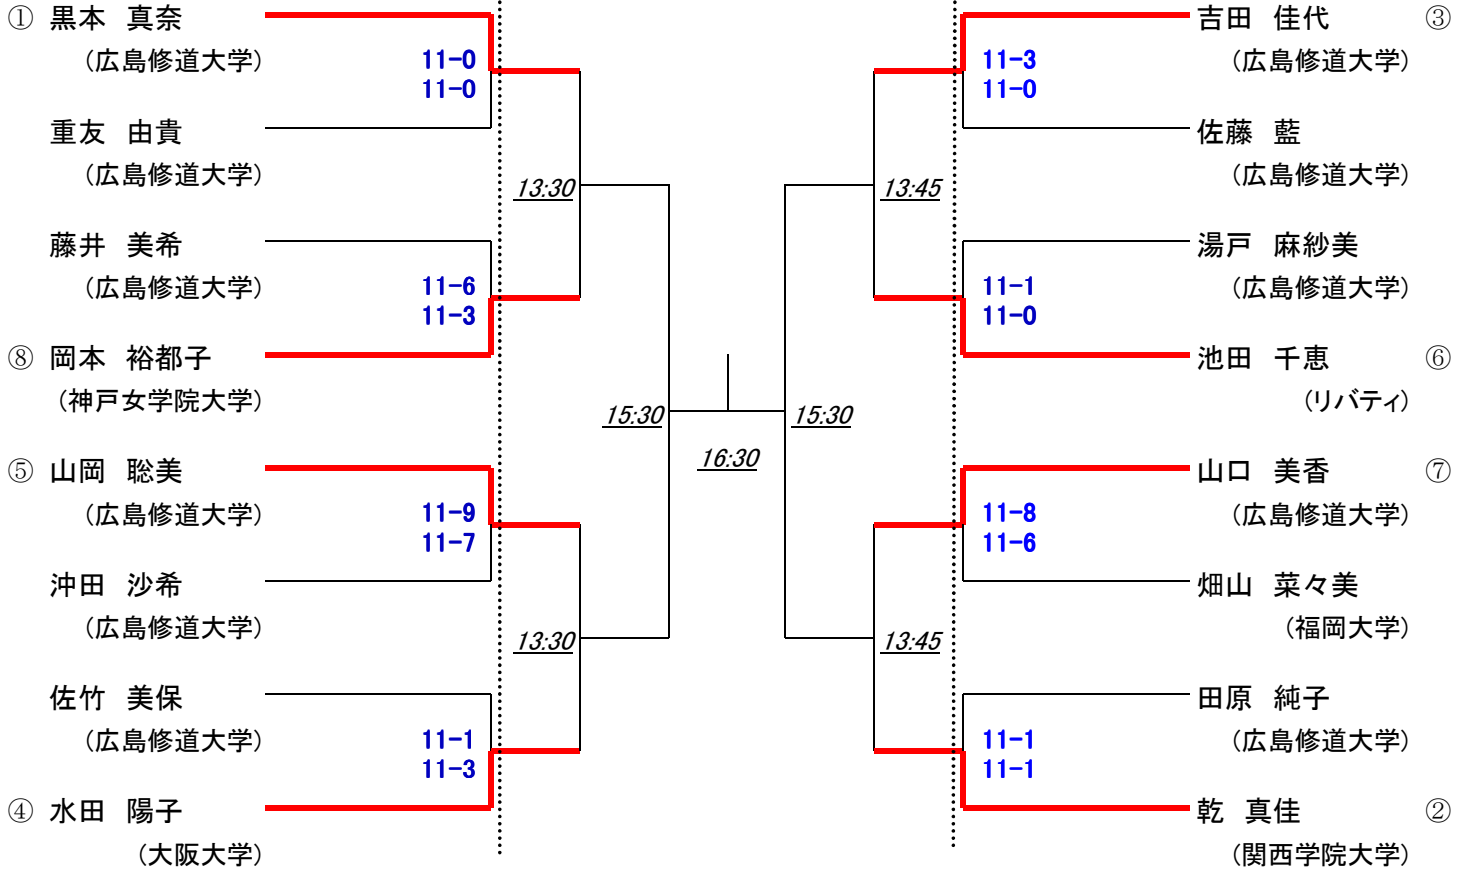 ① 黒本 真奈
(広島修道大学)
11-0
11-0
重友 由貴
(広島修道大学)
13:30
藤井 美希
(広島修道大学)
11-6
11-3
⑧ 岡本 裕都子
(神戸女学院大学)
15:30
⑤ 山岡 聡美
(広島修道大学)
11-9
11-7
沖田 沙希
(広島修道大学)
13:30
佐竹 美保
(広島修道大学)
11-1
11-3
④ 水田 陽子
(大阪大学)
16:30
吉田 佳代 ③
(広島修道大学)
11-3
11-0
佐藤 藍
(広島修道大学)
13:45
湯戸 麻紗美
(広島修道大学)
11-1
11-0
池田 千恵 ⑥
(リバティ)
15:30
山口 美香 ⑦
(広島修道大学)
11-8
11-6
畑山 菜々美
(福岡大学)
13:45
田原 純子
(広島修道大学)
11-1
11-1
乾 真佳 ②
(関西学院大学)